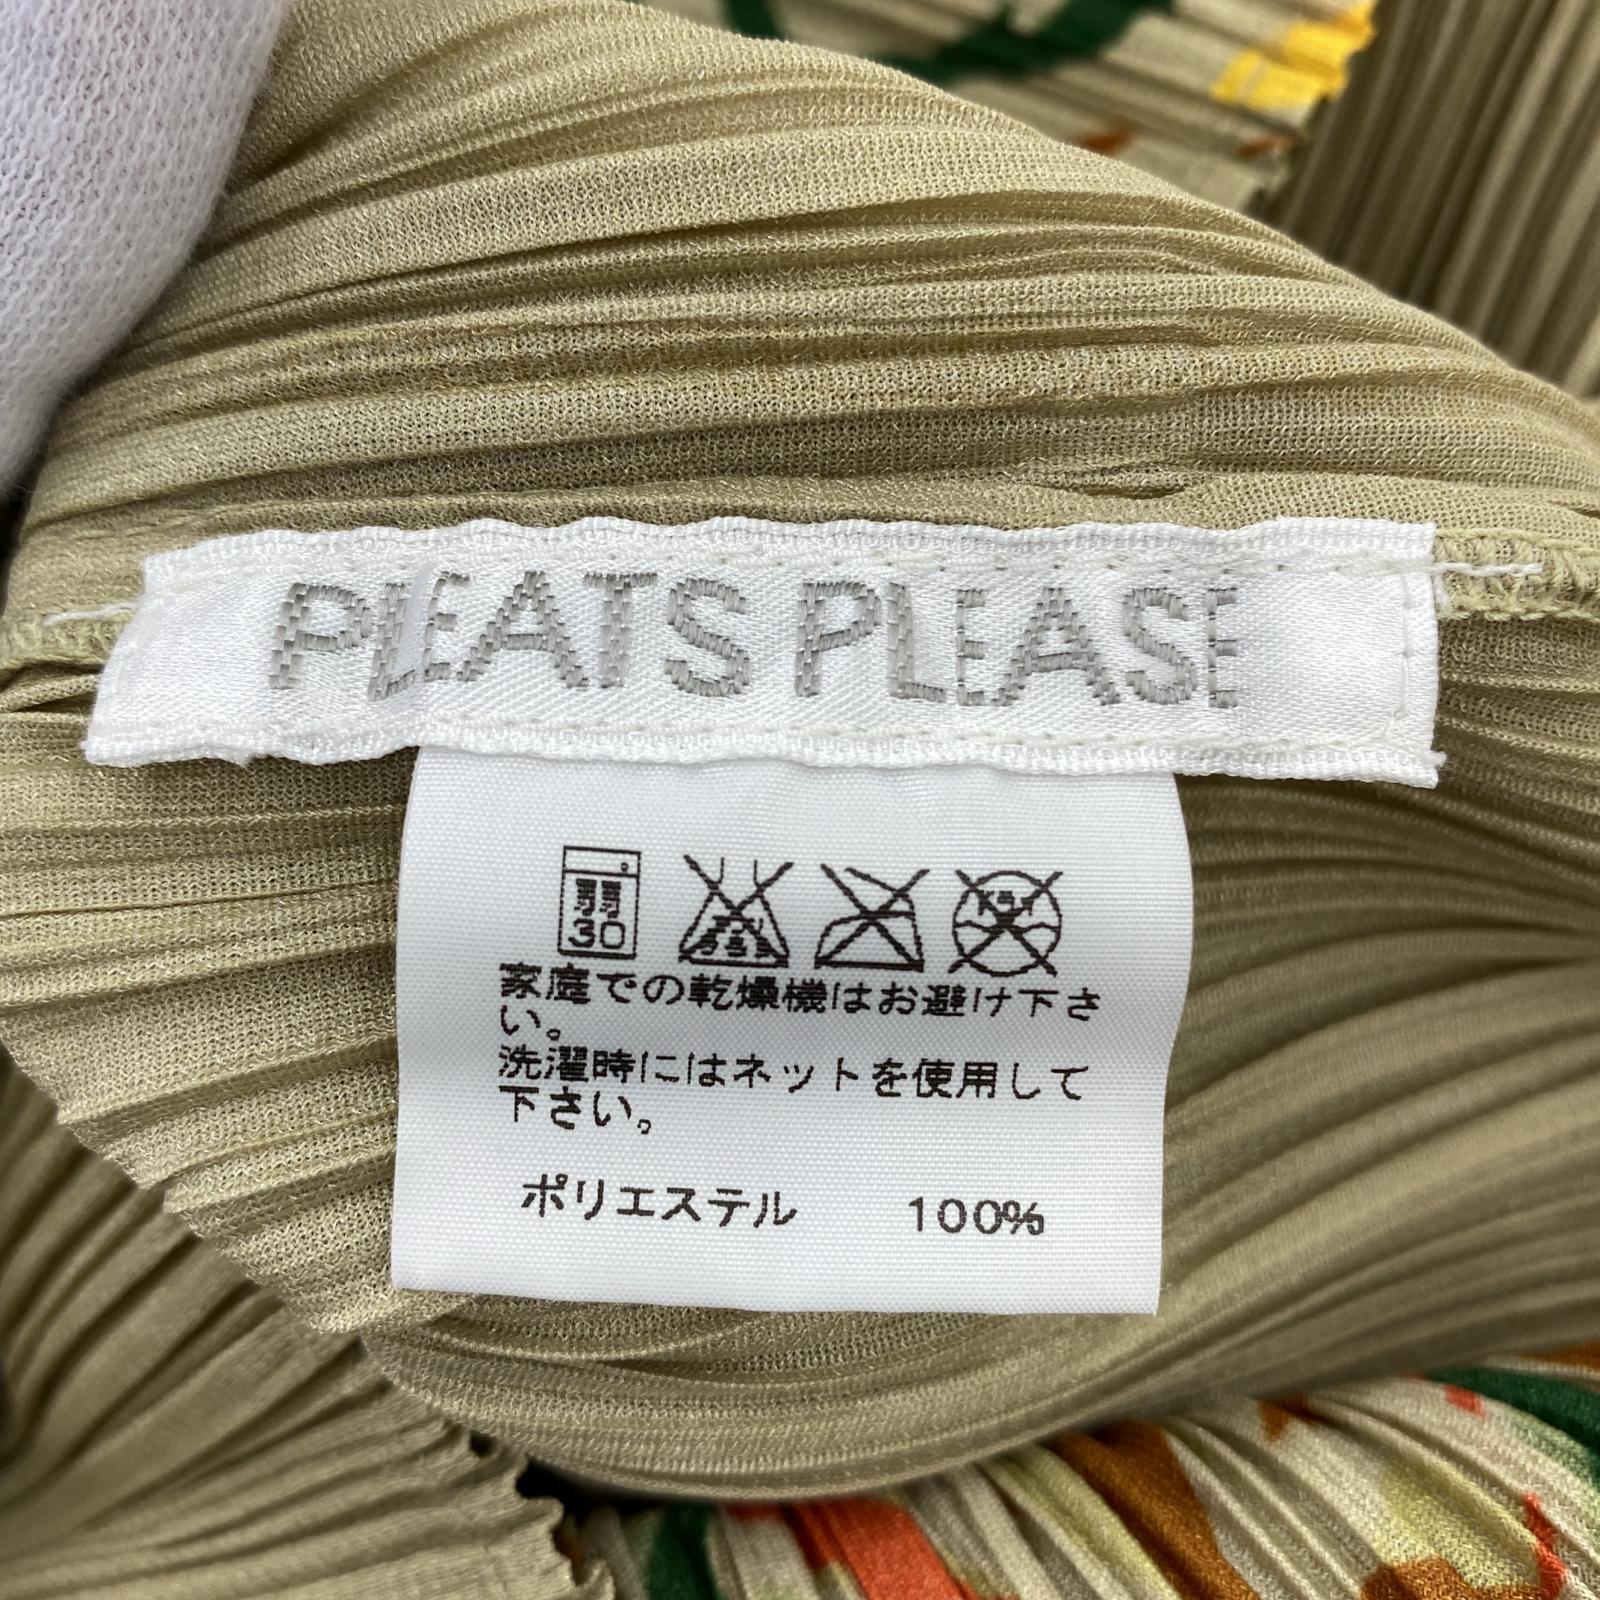 PLEATS PLEASE
弱
30
家庭での乾燥機はお避け下さ
い。
洗濯時にはネットを使用して
下さい。
ポリエステル 100%